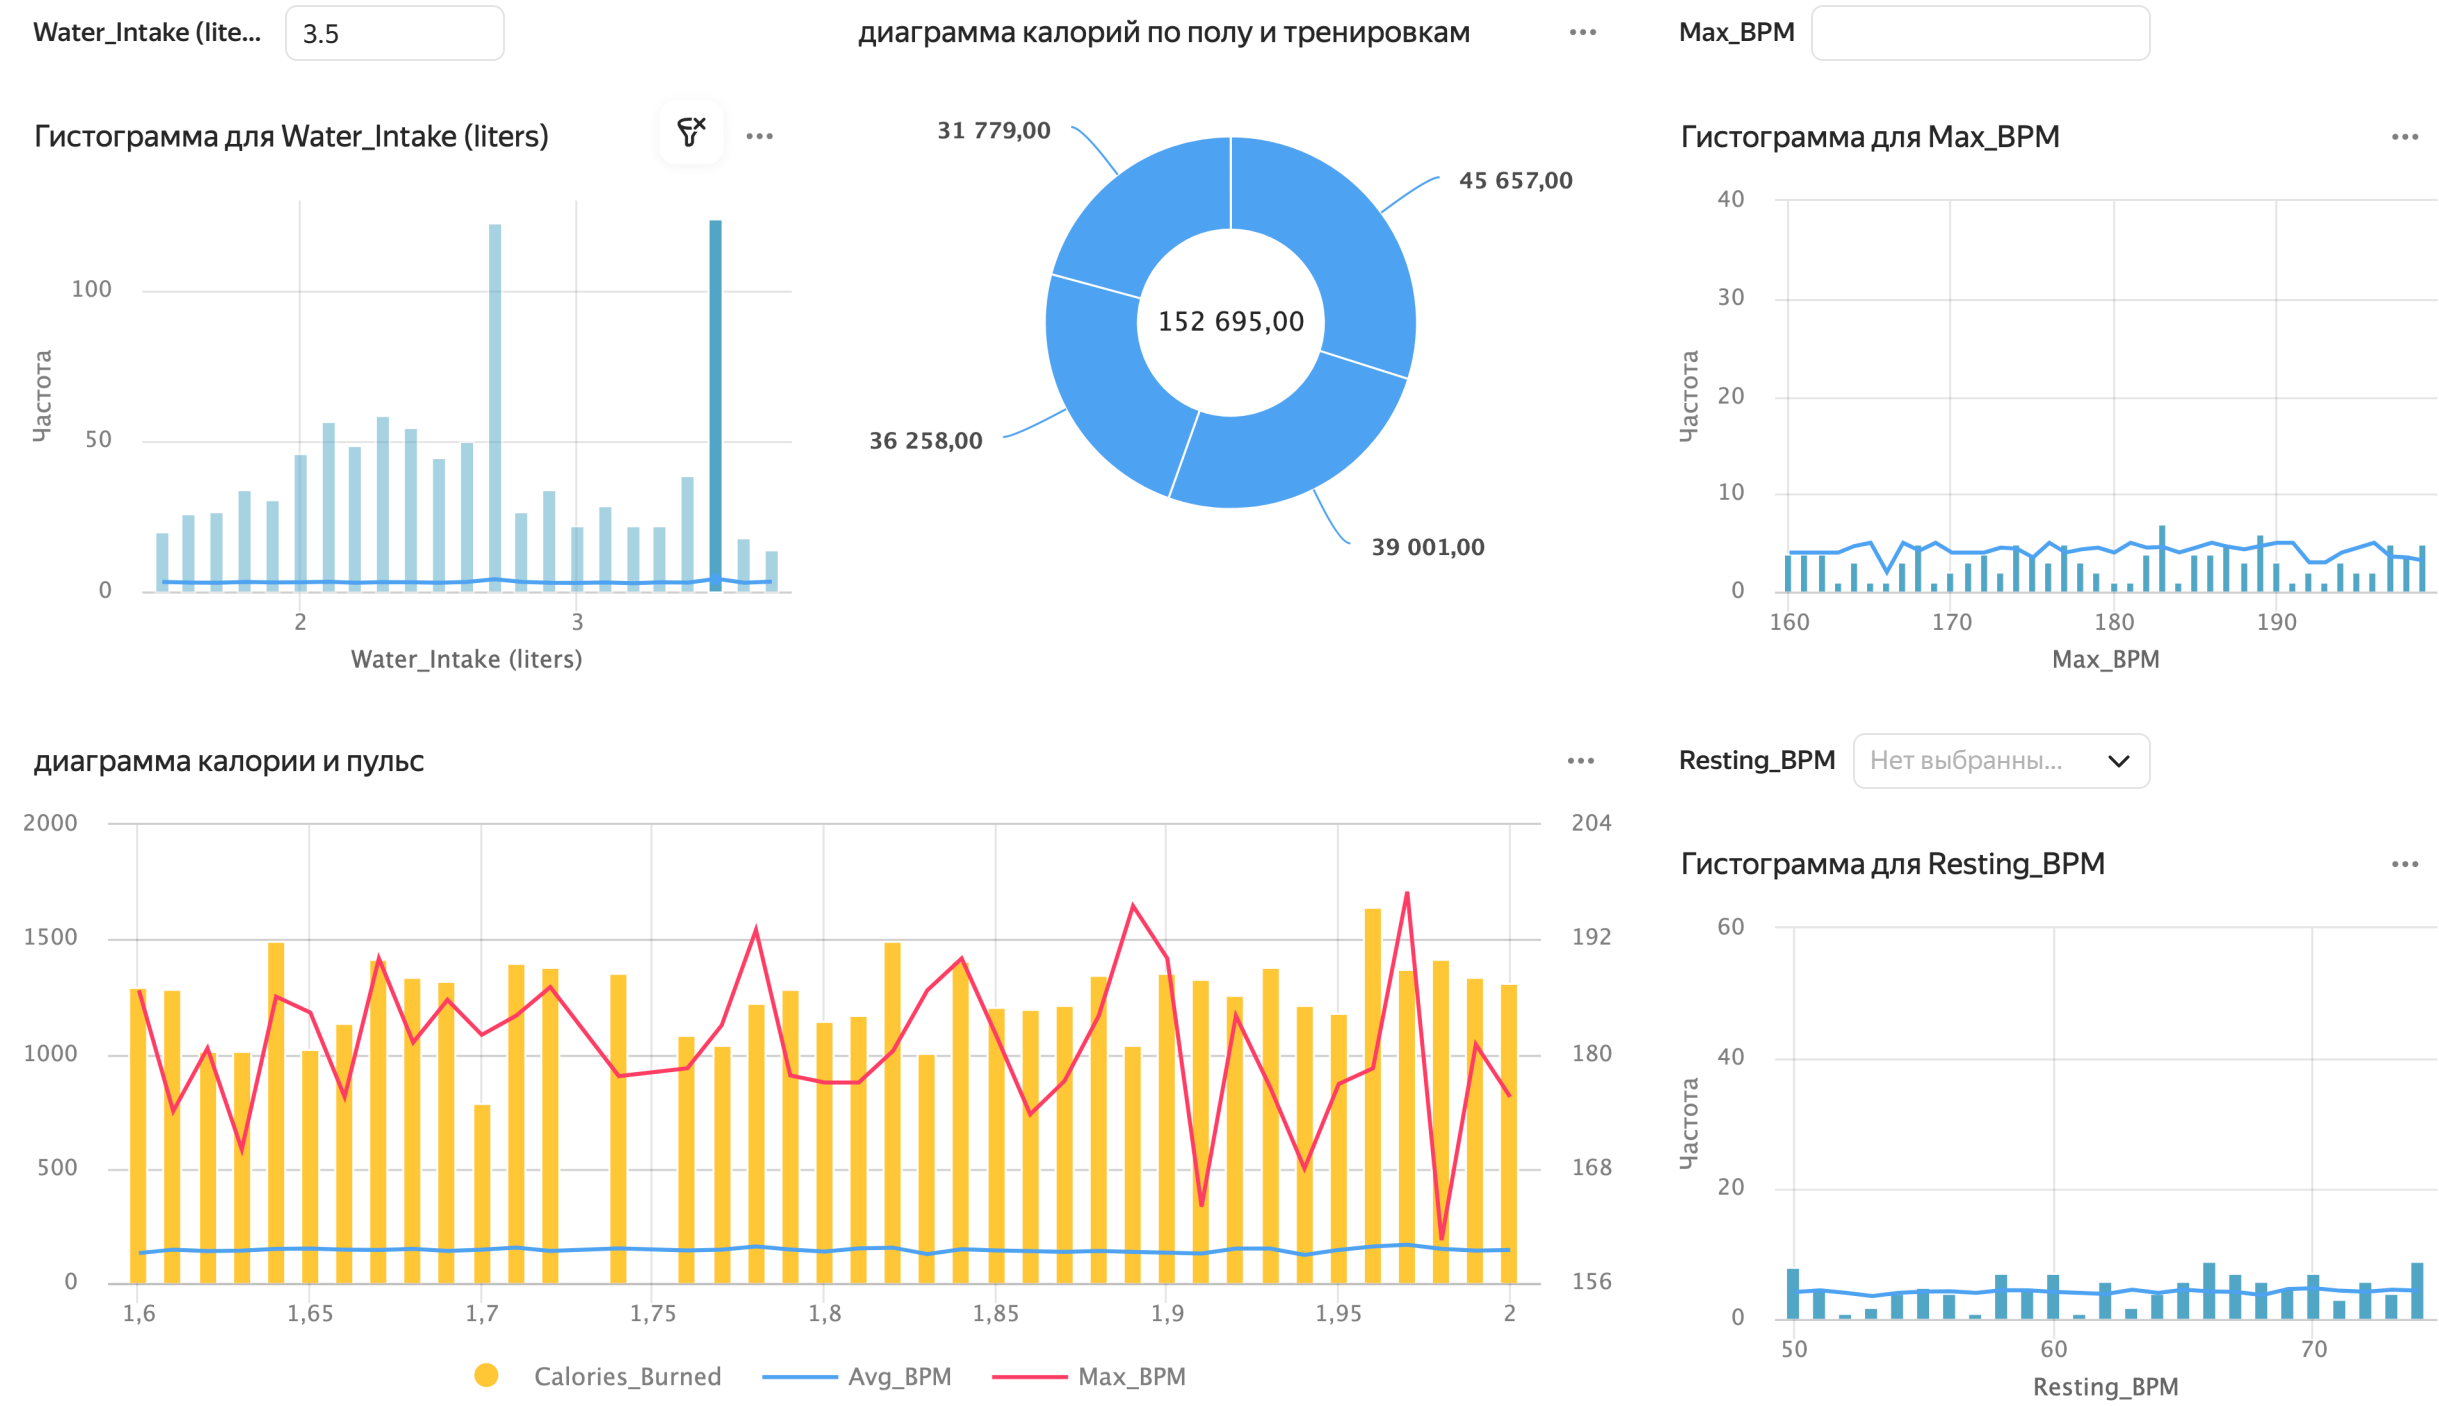 Water_Intake (lite...
3.5
диаграмма калорий по полу и тренировкам
Max_BPM
Гистограмма для Water_Intake (liters)
100
50
0
Частота
2
3
Water_Intake (liters)
31 779,00
45 657,00
152 695,00
36 258,00
39 001,00
Гистограмма для Max_BPM
40
30
20
10
0
Частота
160
170
180
190
Max_BPM
диаграмма калории и пульс
2000
1500
1000
500
0
204
192
180
168
156
1,6
1,65
1,7
1,75
1,8
1,85
1,9
1,95
2
Calories_Burned
Avg_BPM
Max_BPM
Resting_BPM
Нет выбранны...
Гистограмма для Resting_BPM
60
40
20
0
Частота
50
60
70
Resting_BPM